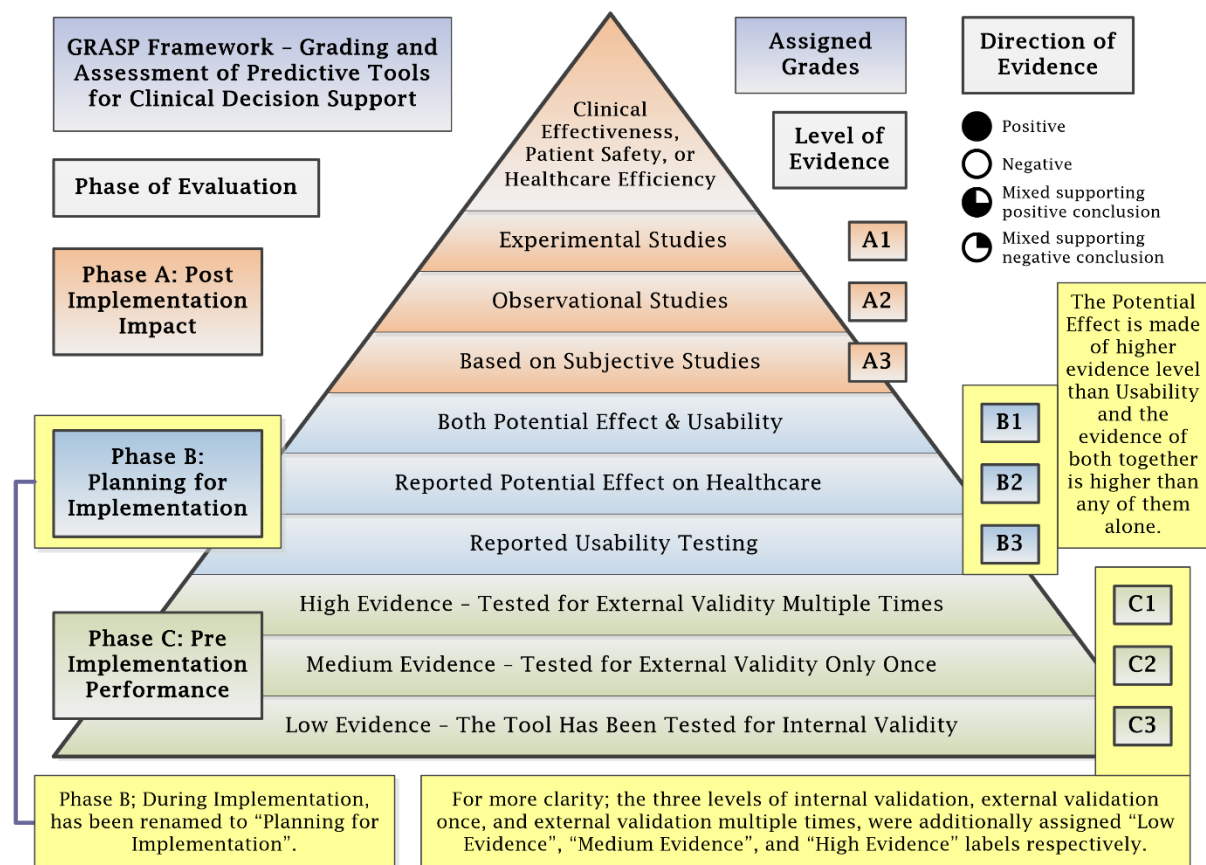 GRASP Framework – Grading and
Assessment of Predictive Tools
for Clinical Decision Support
Assigned
Grades
Direction of
Evidence
Phase of Evaluation
Level of
Evidence
Positive
Negative
Mixed supporting
positive conclusion
Mixed supporting
negative conclusion
Clinical
Effectiveness,
Patient Safety, or
Healthcare Efficiency
Phase A: Post
Implementation
Impact
Experimental Studies
A1
Observational Studies
A2
Based on Subjective Studies
A3
The Potential
Effect is made
of higher
evidence level
than Usability
and the
evidence of
both together
is higher than
any of them
alone.
Phase B:
Planning for
Implementation
Both Potential Effect & Usability
B1
Reported Potential Effect on Healthcare
B2
Reported Usability Testing
B3
Phase C: Pre
Implementation
Performance
High Evidence – Tested for External Validity Multiple Times
C1
Medium Evidence – Tested for External Validity Only Once
C2
Low Evidence – The Tool Has Been Tested for Internal Validity
C3
Phase B; During Implementation,
has been renamed to “Planning for
Implementation”.
For more clarity; the three levels of internal validation, external validation
once, and external validation multiple times, were additionally assigned “Low
Evidence”, “Medium Evidence”, and “High Evidence” labels respectively.